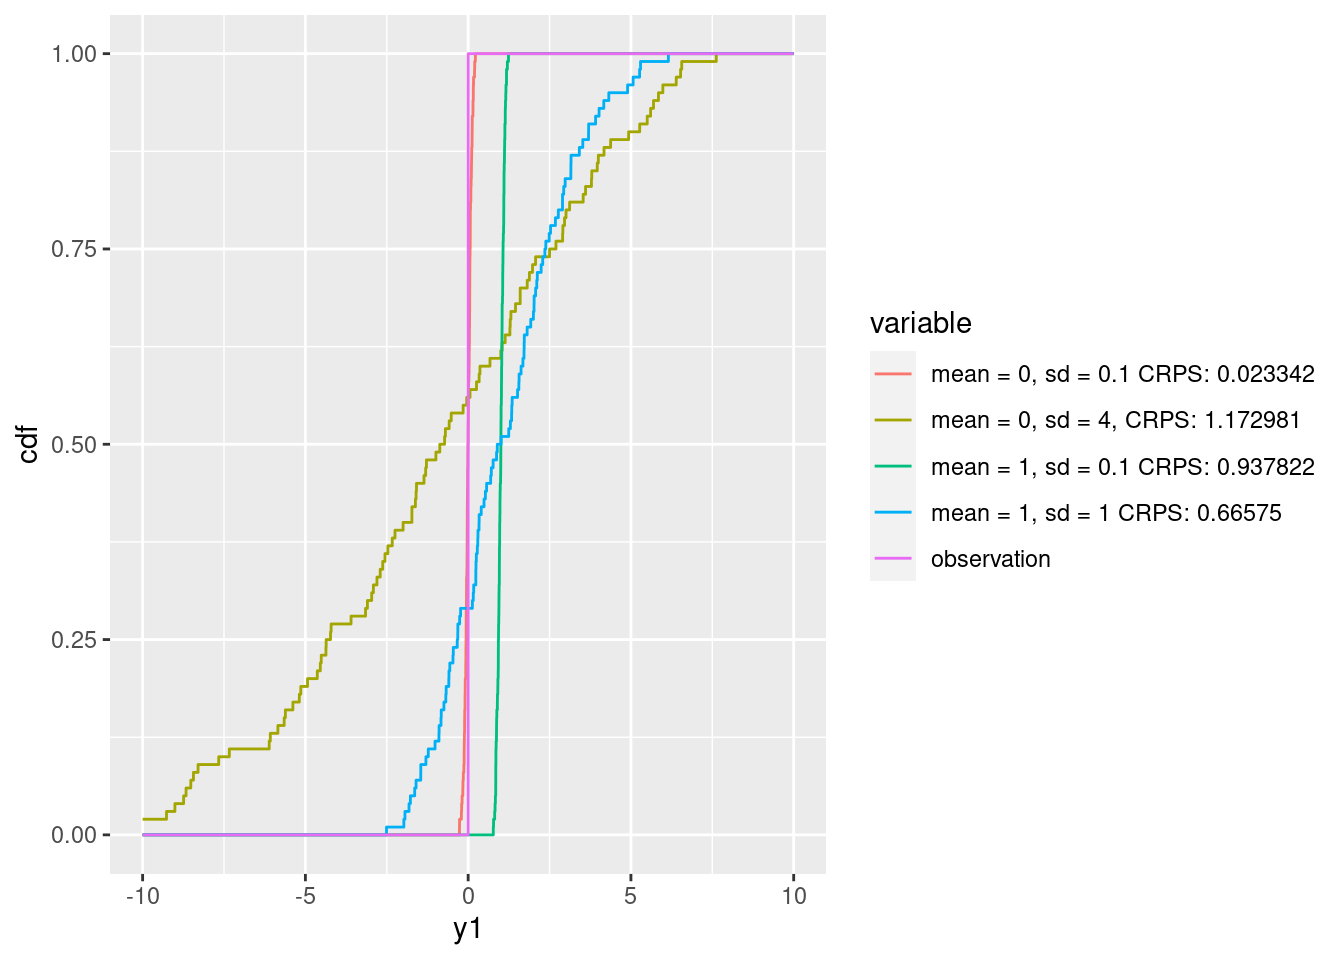 1.00
0.75
0.50
0.25
0.00
cdf
-10 -5 0 5 10
y1
variable
mean = 0, sd = 0.1 CRPS: 0.023342
mean = 0, sd = 4, CRPS: 1.172981
mean = 1, sd = 0.1 CRPS: 0.937822
mean = 1, sd = 1 CRPS: 0.66575
observation